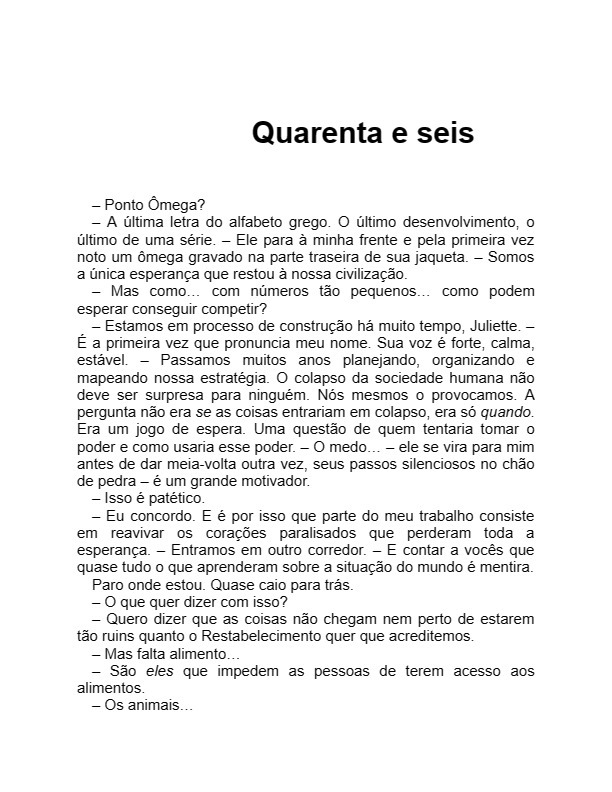 Quarenta e seis
– Ponto Ômega?
– A última letra do alfabeto grego. O último desenvolvimento, o
último de uma série. – Ele para à minha frente e pela primeira vez
noto um ômega gravado na parte traseira de sua jaqueta. – Somos
a única esperança que restou à nossa civilização.
– Mas como… com números tão pequenos… como podem
esperar conseguir competir?
– Estamos em processo de construção há muito tempo, Juliette. –
É a primeira vez que pronuncia meu nome. Sua voz é forte, calma,
estável. – Passamos muitos anos planejando, organizando e
mapeando nossa estratégia. O colapso da sociedade humana não
deve ser surpresa para ninguém. Nós mesmos o provocamos. A
pergunta não era se as coisas entrariam em colapso, era só quando.
Era um jogo de espera. Uma questão de quem tentaria tomar o
poder e como usaria esse poder. – O medo… – ele se vira para mim
antes de dar meia-volta outra vez, seus passos silenciosos no chão
de pedra – é um grande motivador.
– Isso é patético.
– Eu concordo. E é por isso que parte do meu trabalho consiste
em reavivar os corações paralisados que perderam toda a
esperança. – Entramos em outro corredor. – E contar a vocês que
quase tudo o que aprenderam sobre a situação do mundo é mentira.
Paro onde estou. Quase caio para trás.
– O que quer dizer com isso?
– Quero dizer que as coisas não chegam nem perto de estarem
tão ruins quanto o Restabelecimento quer que acreditemos.
– Mas falta alimento…
– São eles que impedem as pessoas de terem acesso aos
alimentos.
– Os animais…